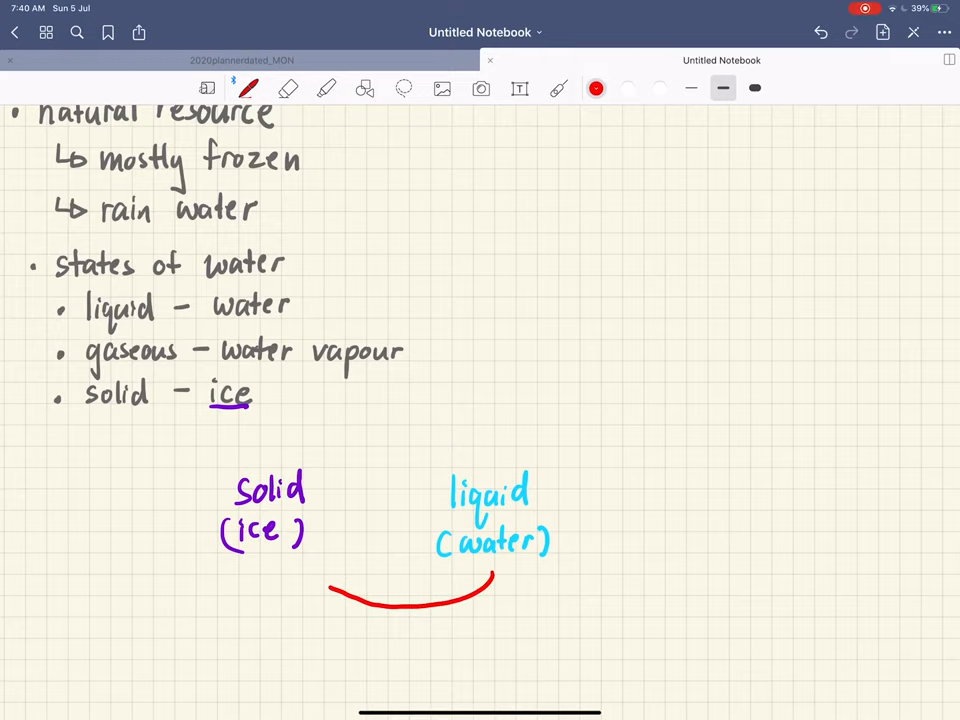 7:40 AM Sun 5 Jul
39%
Untitled Notebook
2020plannerdated_MON
Untitled Notebook
• natural resource
↳ mostly frozen
↳ rain water
• states of water
• liquid - water
• gaseous - water vapour
• solid - ice
solid
(ice)
liquid
(water)